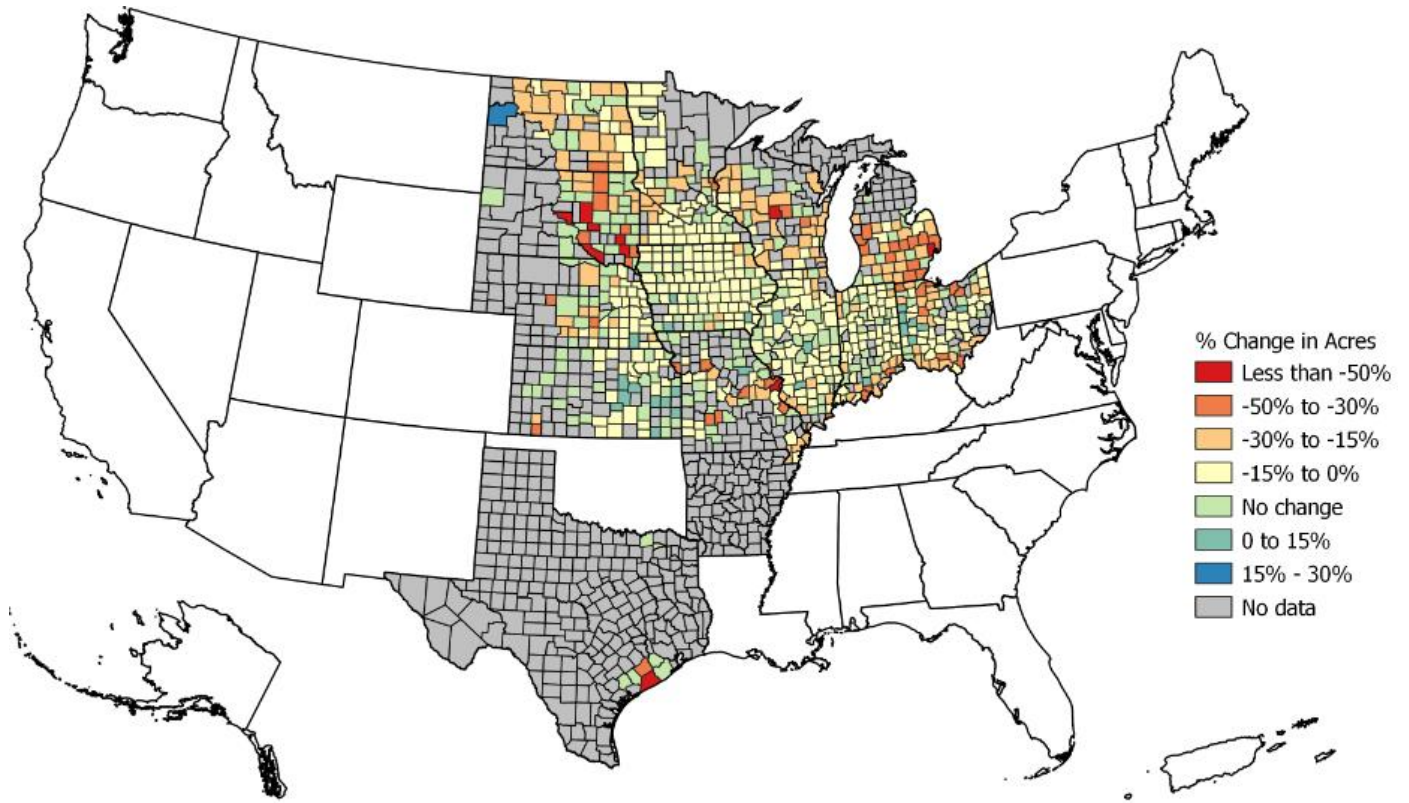 % Change in Acres
Less than -50%
-50% to -30%
-30% to -15%
-15% to 0%
No change
0 to 15%
15% - 30%
No data